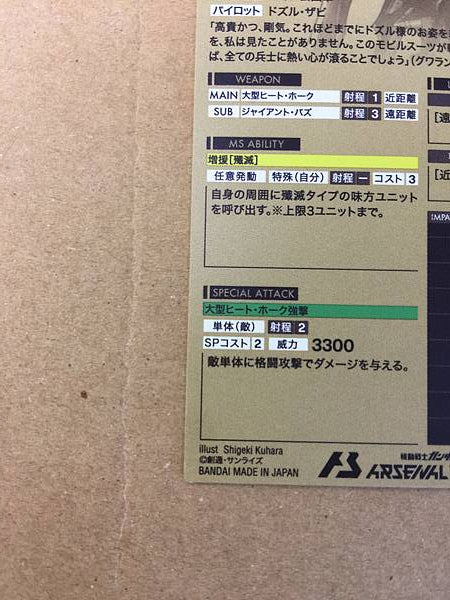 パイロット ドズル・ザビ
「高貴かつ、剛気。これほどまでにドズル様のお姿を
を、私は見たことがありません。このモビルスーツが
ば、全ての兵士に熱い心が滾ることでしょう」(グワラン
WEAPON
MAIN 大型ヒート・ホーク 射程 1 近距離
SUB ジャイアント・バズ 射程 3 遠距離
[遠
MS ABILITY
増援[殲滅]
任意発動 特殊(自分) 射程 ー コスト 3
[近
自身の周囲に殲滅タイプの味方ユニット
を呼び出す。※上限3ユニットまで。
IMPA
SPECIAL ATTACK
大型ヒート・ホーク強撃
単体(敵) 射程 2
SPコスト 2 威力 3300
敵単体に格闘攻撃でダメージを与える。
illust Shigeki Kuhara
©創通・サンライズ
BANDAI MADE IN JAPAN
機動戦士ガンダ
ARSENAL